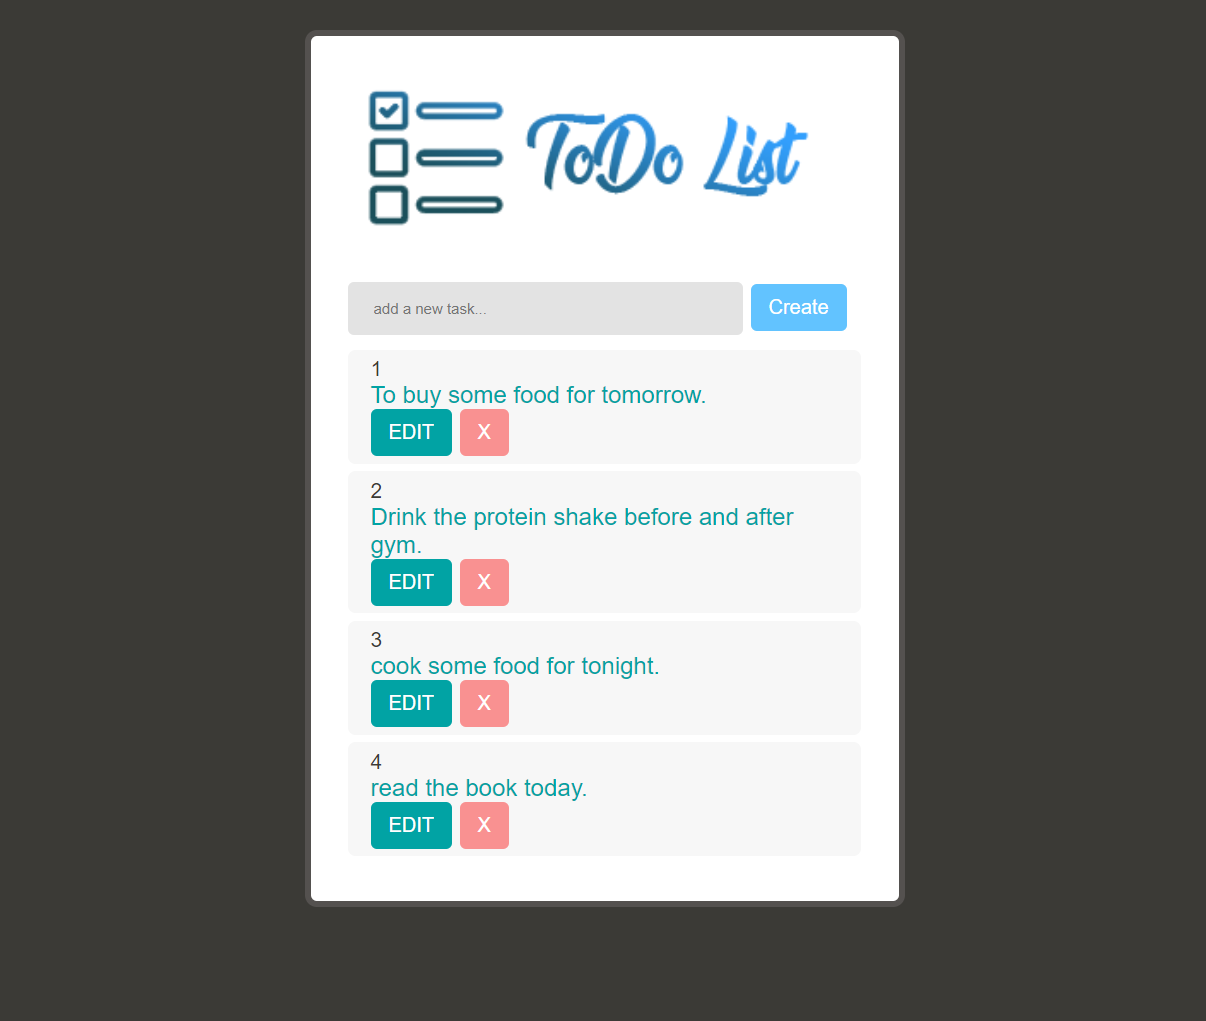 ToDo List
add a new task...
Create
1
To buy some food for tomorrow.
EDIT X
2
Drink the protein shake before and after
gym.
EDIT X
3
cook some food for tonight.
EDIT X
4
read the book today.
EDIT X